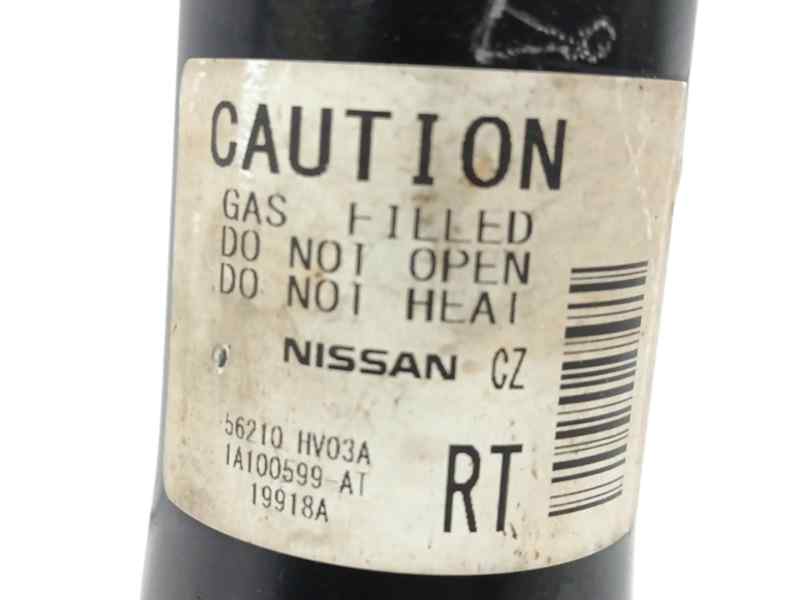 CAUTION
GAS FILLED
DO NOT OPEN
DO NOT HEAT
NISSAN CZ
56210 HV03A
1A100599-AT
19918A
RT